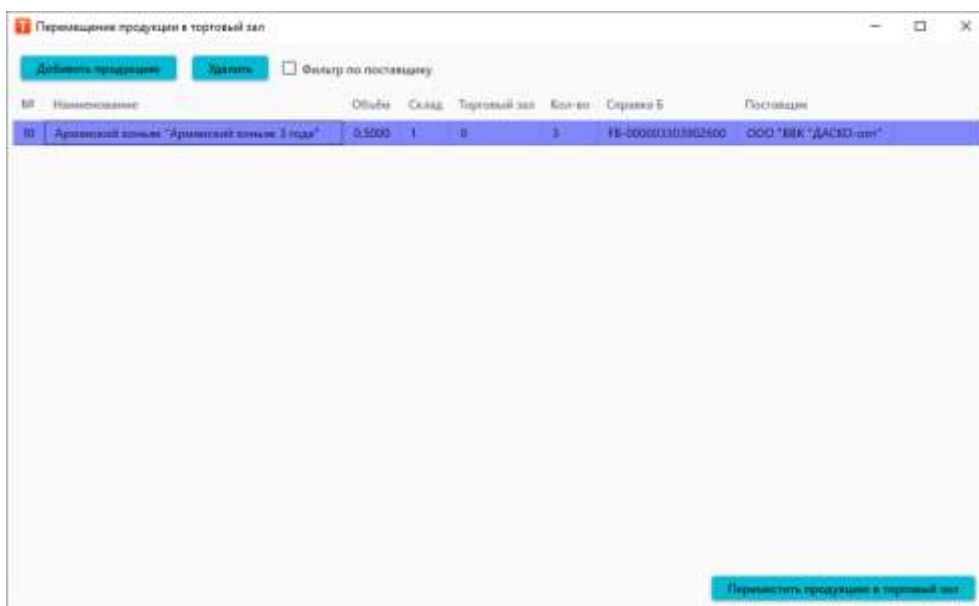 Перемещение продукции в торговый зал
Добавить продукцию Удалить Фильтр по поставщику
№ Наименование Объём Склад Торговый зал Кол-во Справка Б Поставщик
10 Армянский коньяк "Армянский коньяк 3 года" 0.5000 1 0 3 FB-000003303902600 ООО "ВВК "ДАСКО-опт"
Переместить продукцию в торговый зал